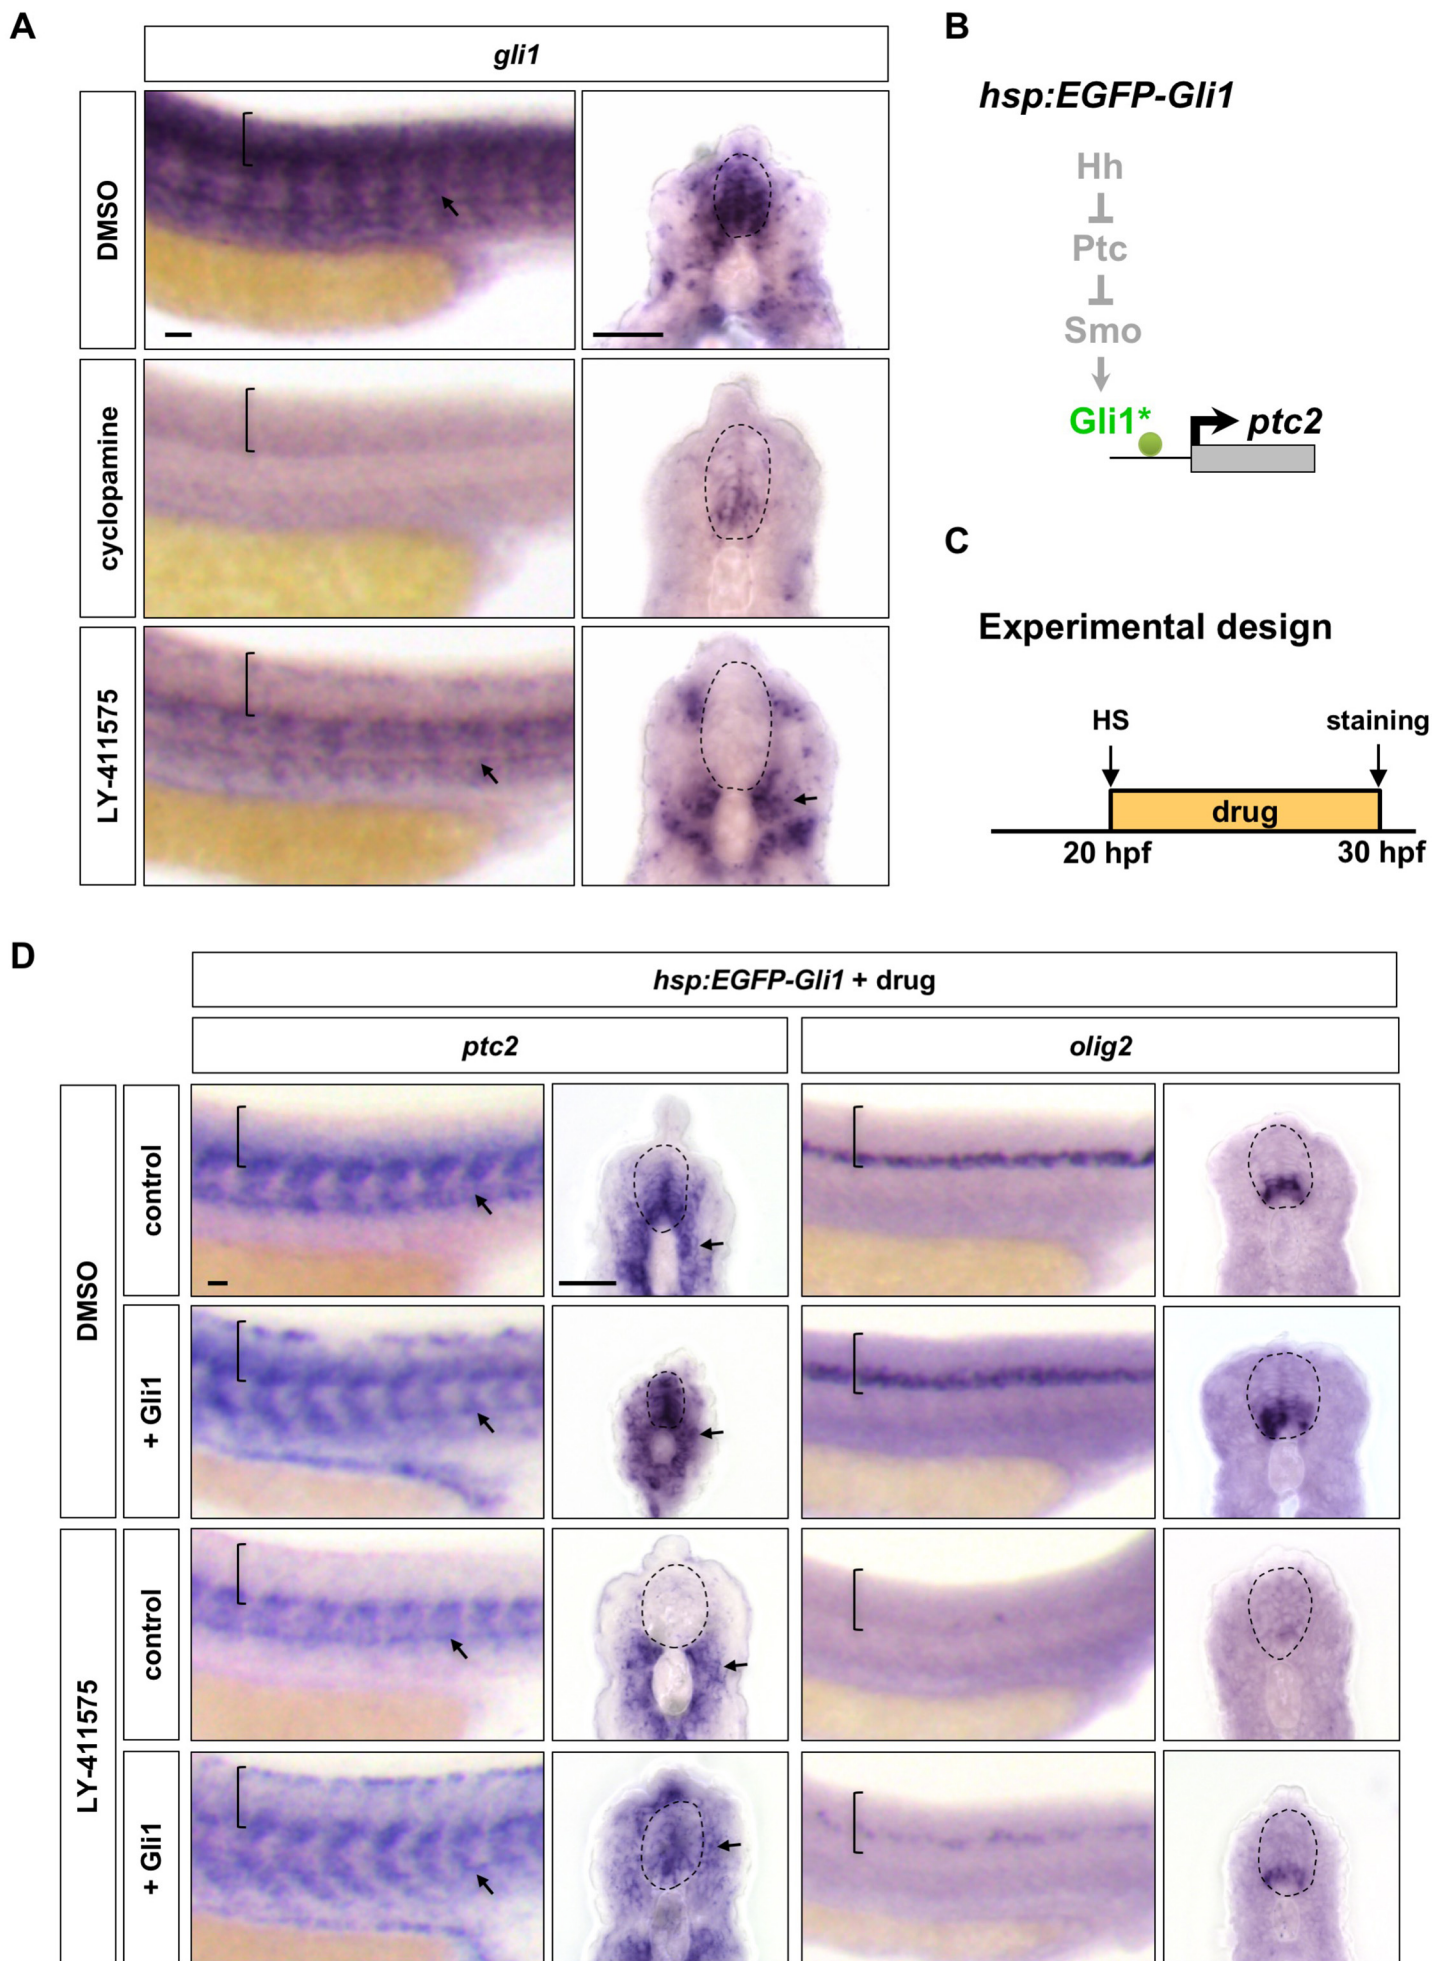 A
gli1
DMSO
cyclopamine
LY-411575
B
hsp:EGFP-Gli1
Hh
Ptc
Smo
Gli1*
ptc2
C
Experimental design
HS
staining
drug
20 hpf
30 hpf
D
hsp:EGFP-Gli1 + drug
ptc2
olig2
DMSO
control
+ Gli1
LY-411575
control
+ Gli1